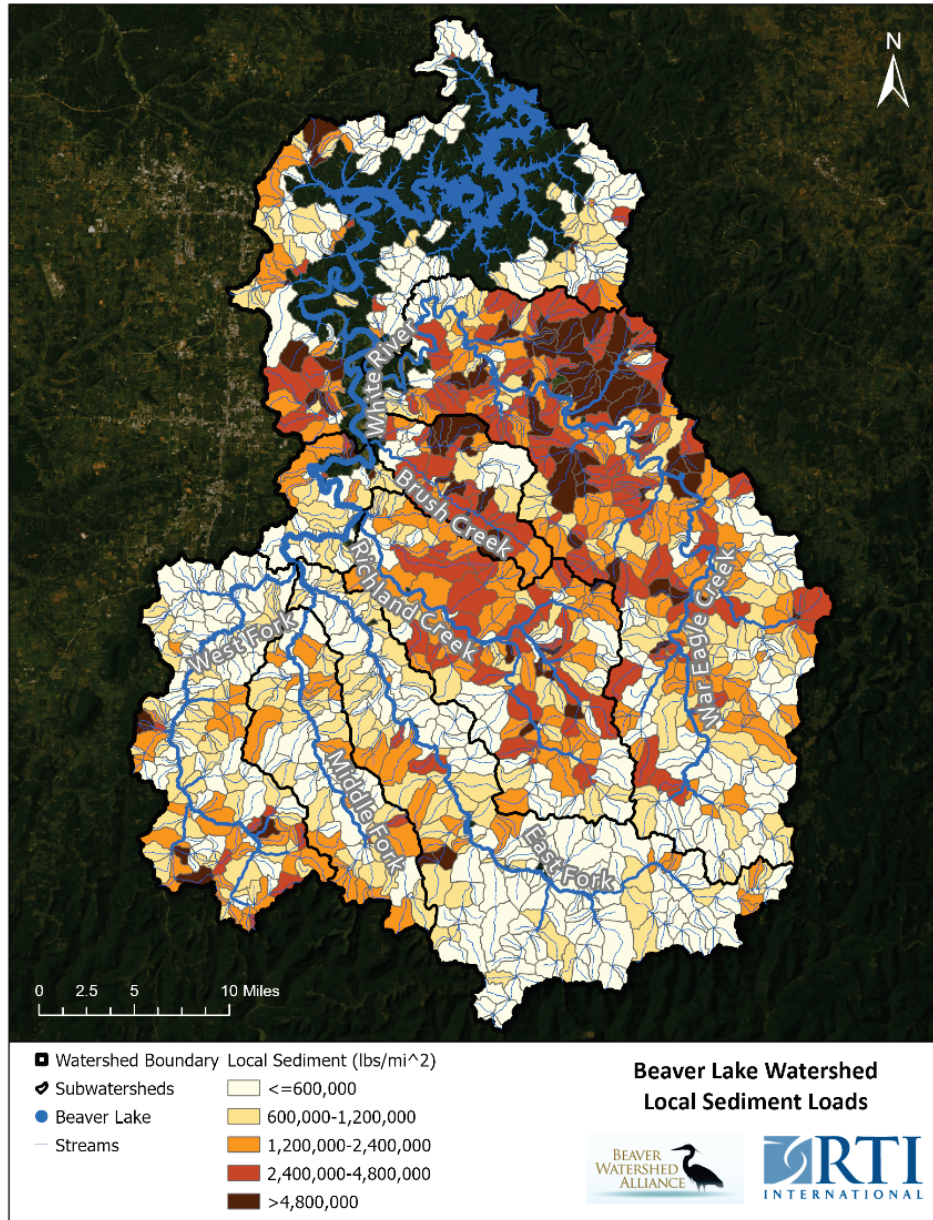 N
White River
Brush Creek
Richland Creek
War Eagle Creek
West Fork
Middle Fork
East Fork
0 2.5 5 10 Miles
Watershed Boundary
Subwatersheds
Beaver Lake
Streams
Local Sediment (lbs/mi^2)
<=600,000
600,000-1,200,000
1,200,000-2,400,000
2,400,000-4,800,000
>4,800,000
Beaver Lake Watershed
Local Sediment Loads
BEAVER
WATERSHED
ALLIANCE
RTI
INTERNATIONAL